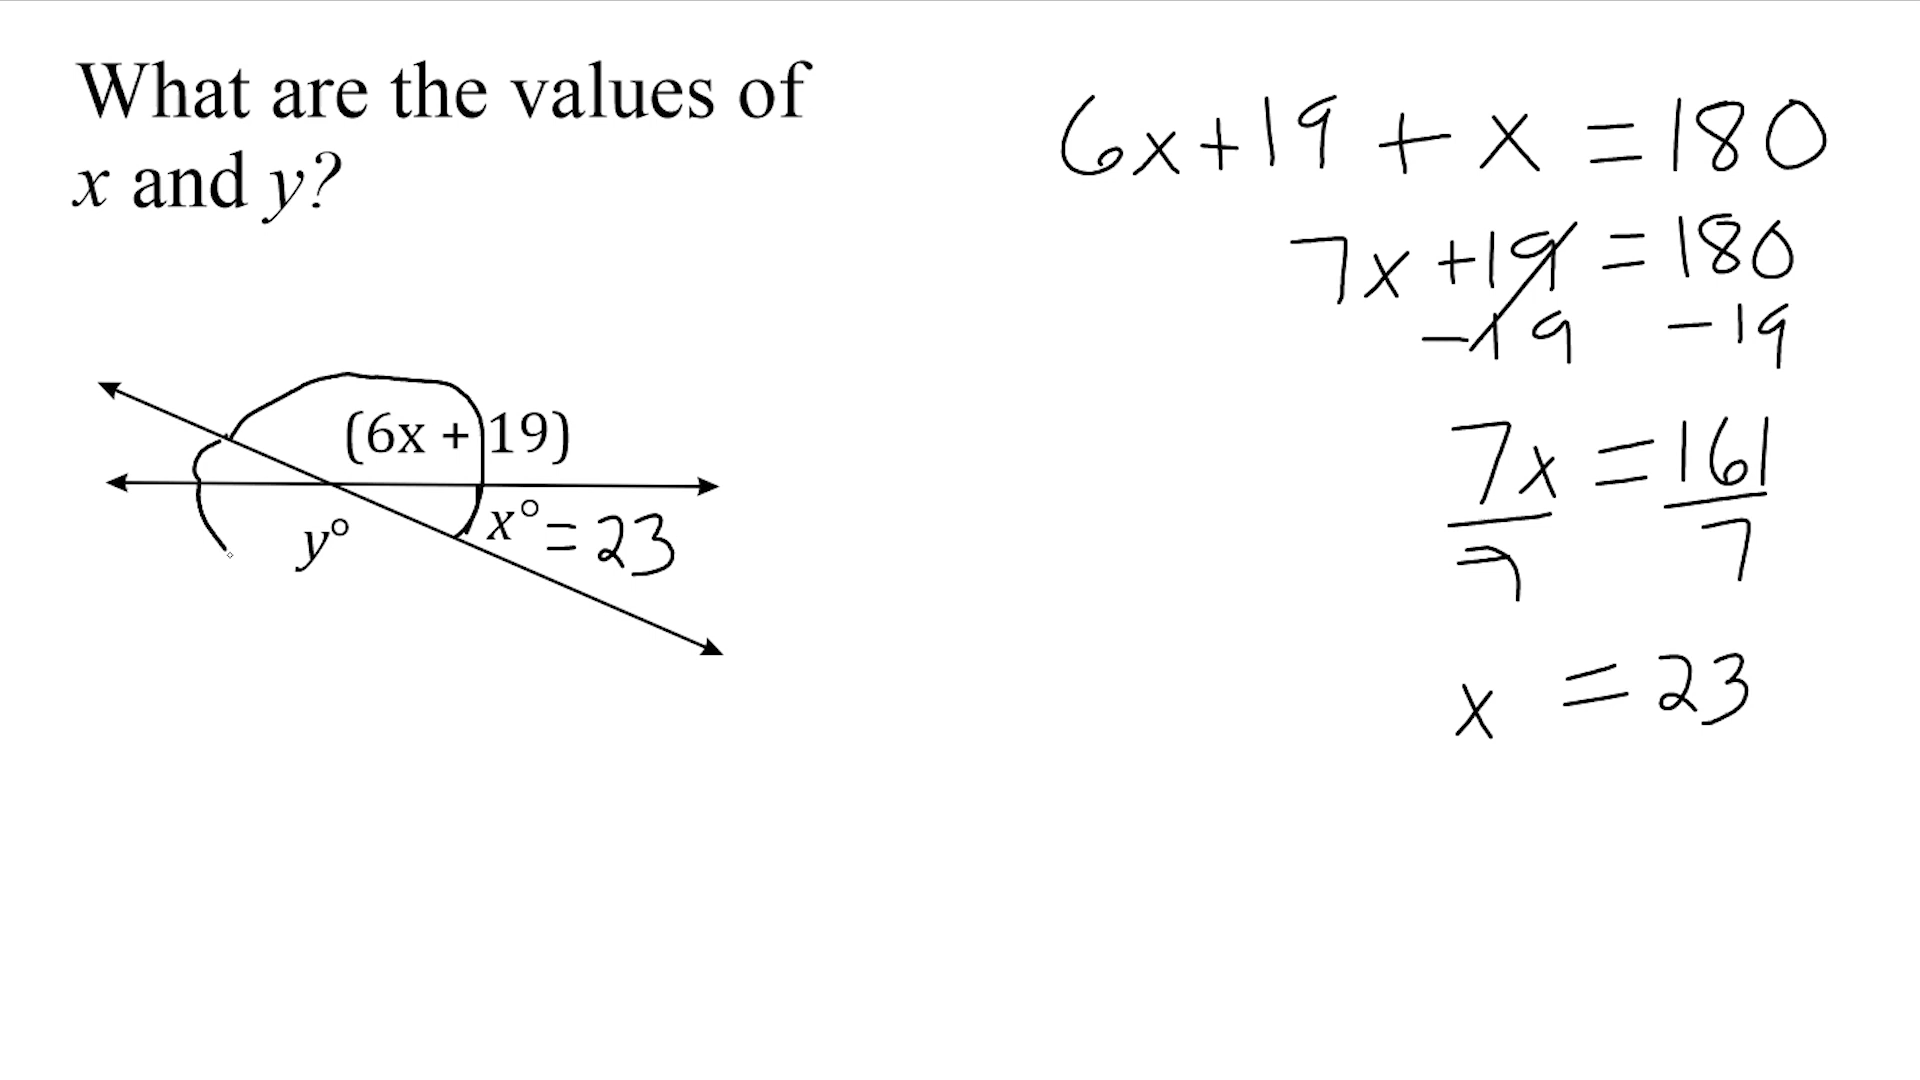 What are the values of
x and y?
(6x + 19)
x° = 23
y°
6x+19 + x = 180
7x +19 = 180
-19 -19
7x = 161
7 7
x = 23